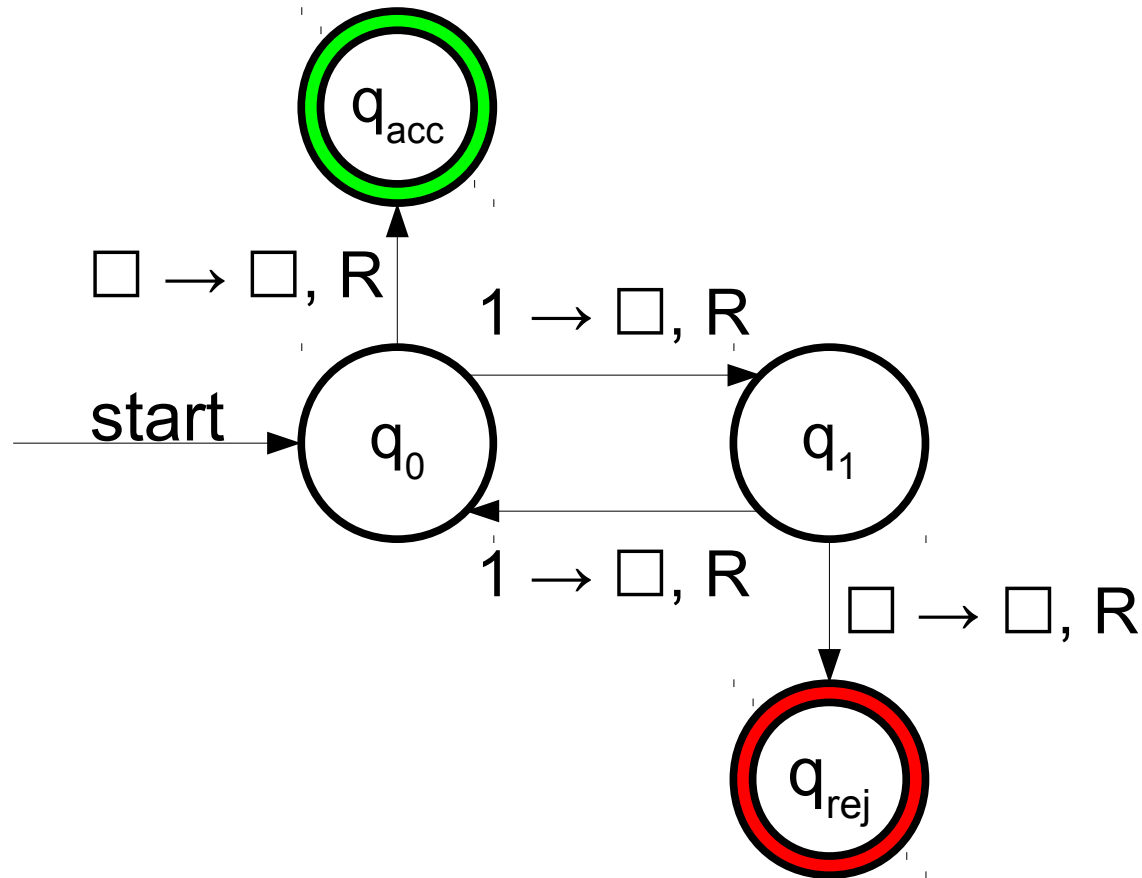 q_acc
□ → □, R
1 → □, R
start
q_0
q_1
1 → □, R
□ → □, R
q_rej